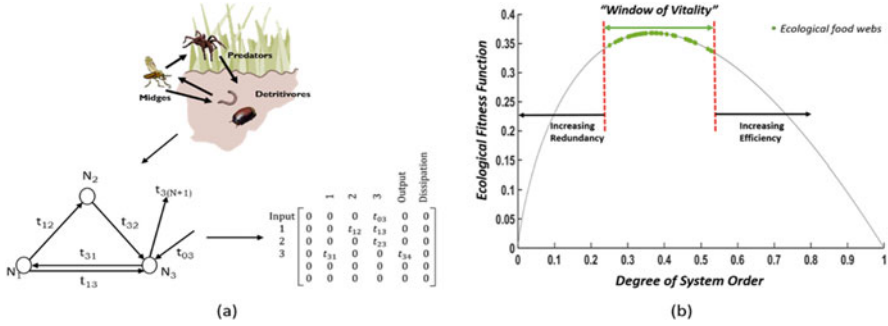 Predators
Midges
Detritivores
N2
t12
t32
t3(N+1)
t31
t13
t03
N1
N3
1 2 3 Output Dissipation
Input 0 0 0 t03 0 0
1 0 0 t12 t13 0 0
2 0 0 0 t23 0 0
3 0 t31 0 0 t34 0
0 0 0 0 0 0
0 0 0 0 0 0
(a)
"Window of Vitality"
Ecological food webs
Increasing Redundancy
Increasing Efficiency
Ecological Fitness Function
0.4
0.35
0.3
0.25
0.2
0.15
0.1
0.05
0
0 0.1 0.2 0.3 0.4 0.5 0.6 0.7 0.8 0.9 1
Degree of System Order
(b)